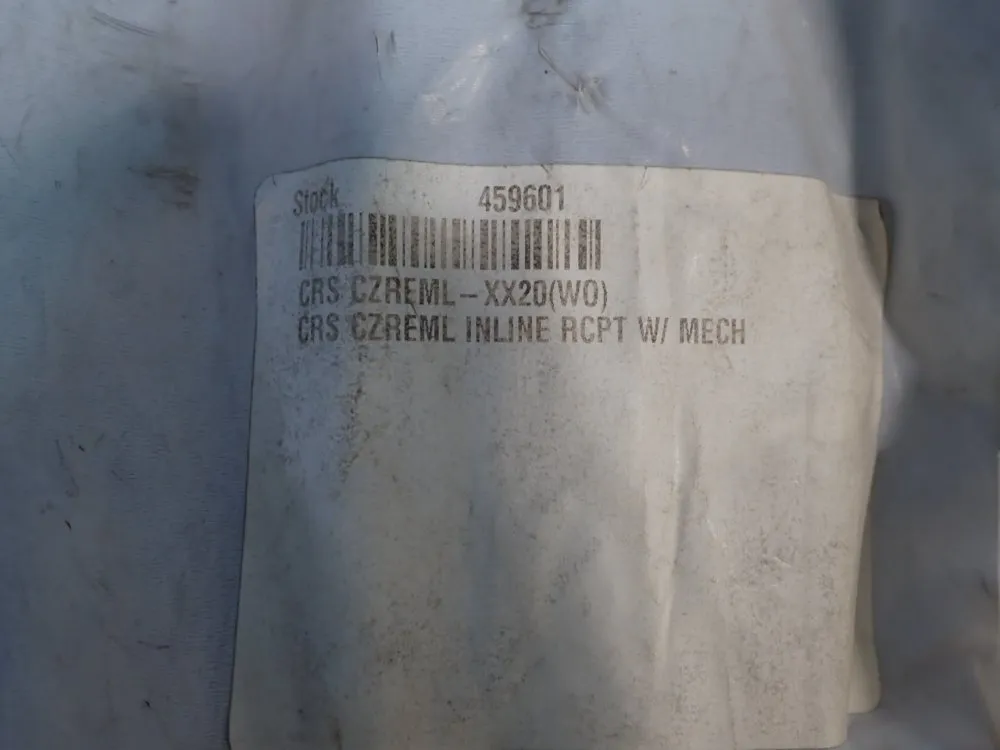 Stock 459601
CRS CZREML-XX20(WO)
CRS CZREML INLINE RCPT W/ MECH